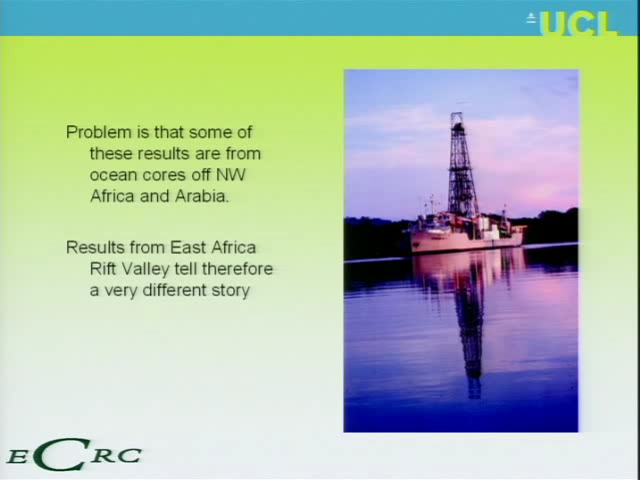 UCL
Problem is that some of
these results are from
ocean cores off NW
Africa and Arabia.
Results from East Africa
Rift Valley tell therefore
a very different story
ECRC